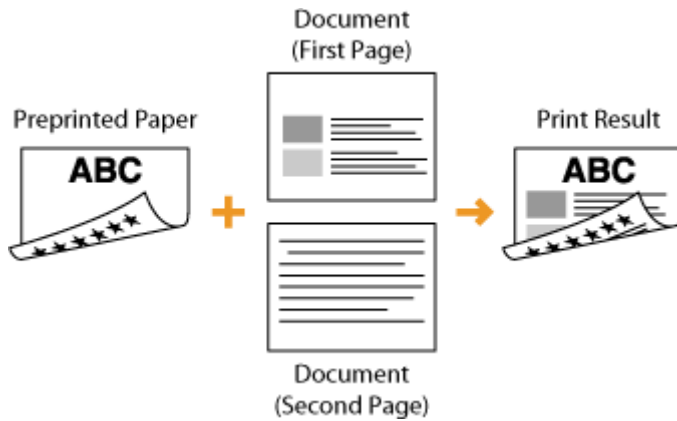 Document
(First Page)
Preprinted Paper
ABC
Print Result
ABC
Document
(Second Page)